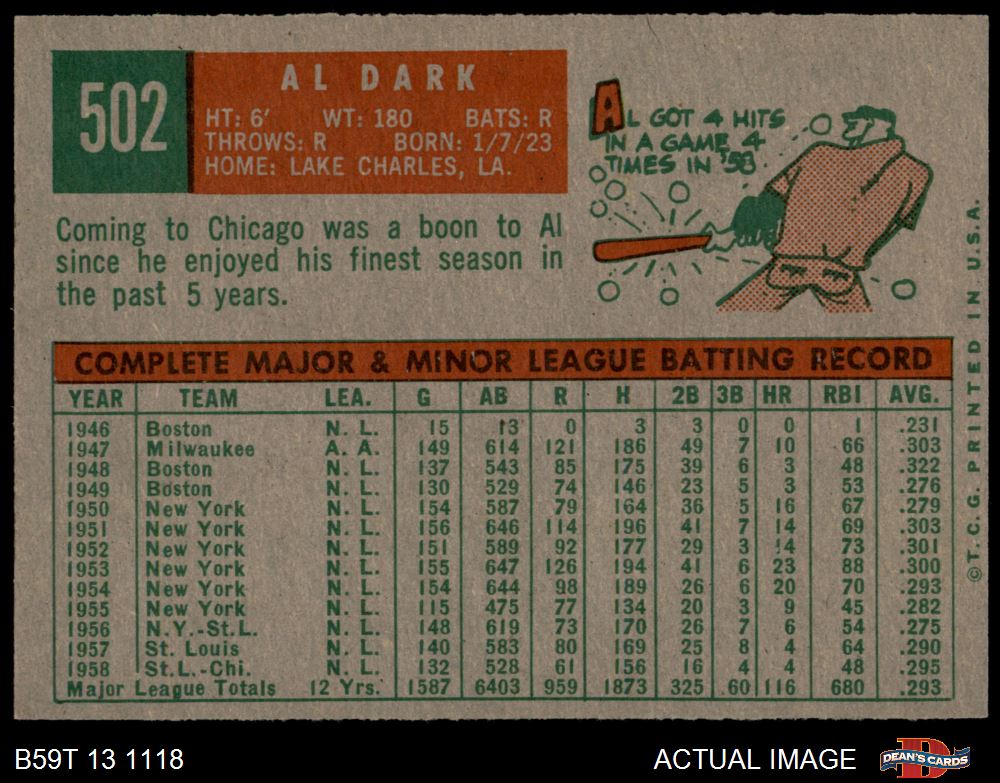 502
AL DARK
HT: 6' WT: 180 BATS: R
THROWS: R BORN: 1/7/23
HOME: LAKE CHARLES, LA.
AL GOT 4 HITS
IN A GAME 4
TIMES IN '58
Coming to Chicago was a boon to Al
since he enjoyed his finest season in
the past 5 years.
COMPLETE MAJOR & MINOR LEAGUE BATTING RECORD
YEAR TEAM LEA. G AB R H 2B 3B HR RBI AVG.
1946 Boston N. L. 15 13 0 3 3 0 0 1 .231
1947 Milwaukee A. A. 149 614 121 186 49 7 10 66 .303
1948 Boston N. L. 137 543 85 175 39 6 3 48 .322
1949 Boston N. L. 130 529 74 146 23 5 3 53 .276
1950 New York N. L. 154 587 79 164 36 5 16 67 .279
1951 New York N. L. 156 646 114 196 41 7 14 69 .303
1952 New York N. L. 151 589 92 177 29 3 14 73 .301
1953 New York N. L. 155 647 126 194 41 6 23 88 .300
1954 New York N. L. 154 644 98 189 26 6 20 70 .293
1955 New York N. L. 115 475 77 134 20 3 9 45 .282
1956 N.Y.-St.L. N. L. 148 619 73 170 26 7 6 54 .275
1957 St. Louis N. L. 140 583 80 169 25 8 4 64 .290
1958 St.L.-Chi. N. L. 132 528 61 156 16 4 4 48 .295
Major League Totals 12 Yrs. 1587 6403 959 1873 325 .60 116 680 .293
©T.C.G. PRINTED IN U.S.A.
B59T 13 1118
ACTUAL IMAGE
DEAN'S CARDS